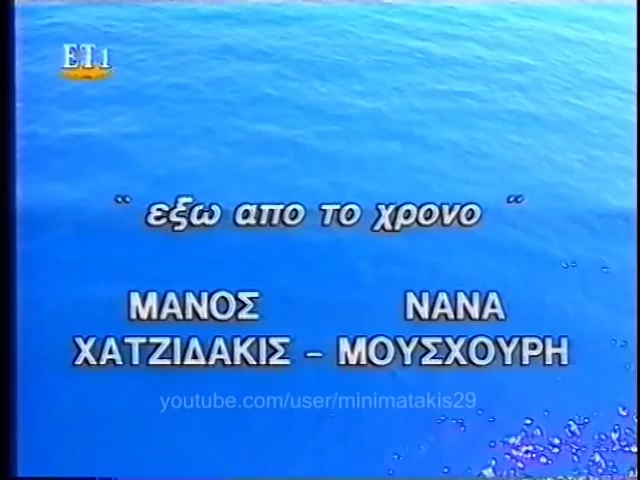 ΕΤ1
" εξω απο το χρονο "
ΜΑΝΟΣ ΝΑΝΑ
ΧΑΤΖΙΔΑΚΙΣ – ΜΟΥΣΧΟΥΡΗ
youtube.com/user/minimatakis29